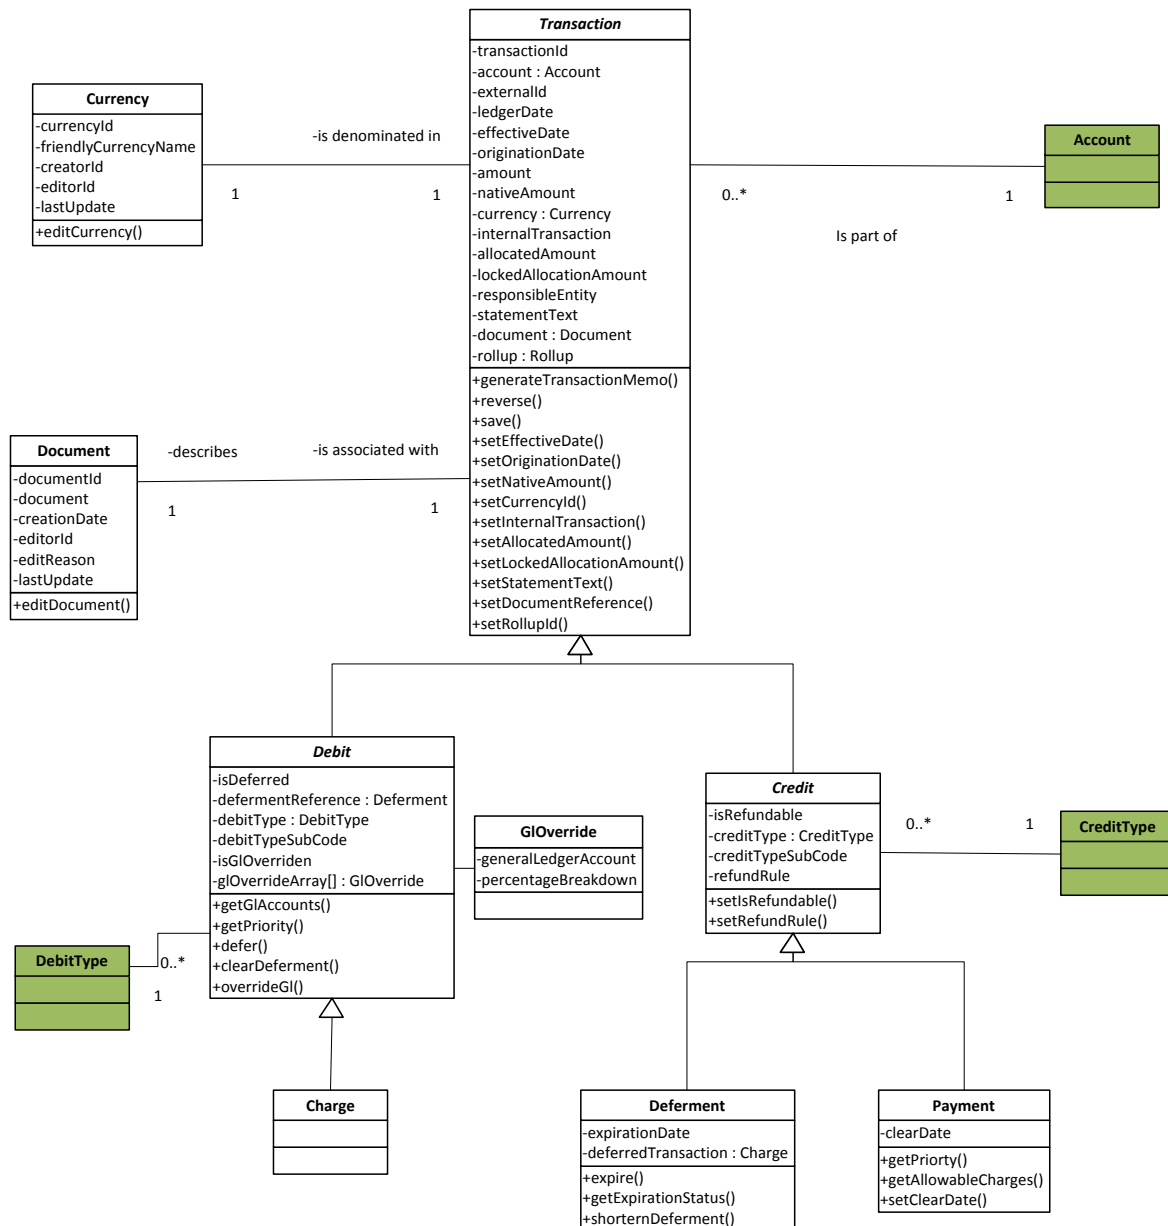 Transaction
-transactionId
-account : Account
-externalId
-ledgerDate
-effectiveDate
-originationDate
-amount
-nativeAmount
-currency : Currency
-internalTransaction
-allocatedAmount
-lockedAllocationAmount
-responsibleEntity
-statementText
-document : Document
-rollup : Rollup
+generateTransactionMemo()
+reverse()
+save()
+setEffectiveDate()
+setOriginationDate()
+setNativeAmount()
+setCurrencyId()
+setInternalTransaction()
+setAllocatedAmount()
+setLockedAllocationAmount()
+setStatementText()
+setDocumentReference()
+setRollupId()
Currency
-currencyId
-friendlyCurrencyName
-creatorId
-editorId
-lastUpdate
+editCurrency()
-is denominated in
1
1
Account
0..*
1
Is part of
Document
-documentId
-document
-creationDate
-editorId
-editReason
-lastUpdate
+editDocument()
-describes
-is associated with
1
1
Debit
-isDeferred
-defermentReference : Deferment
-debitType : DebitType
-debitTypeSubCode
-isGlOverriden
-glOverrideArray[] : GlOverride
+getGlAccounts()
+getPriority()
+defer()
+clearDeferment()
+overrideGl()
GlOverride
-generalLedgerAccount
-percentageBreakdown
Credit
-isRefundable
-creditType : CreditType
-creditTypeSubCode
-refundRule
+setIsRefundable()
+setRefundRule()
0..*
1
CreditType
DebitType
0..*
1
Charge
Deferment
-expirationDate
-deferredTransaction : Charge
+expire()
+getExpirationStatus()
+shorternDeferment()
Payment
-clearDate
+getPriorty()
+getAllowableCharges()
+setClearDate()